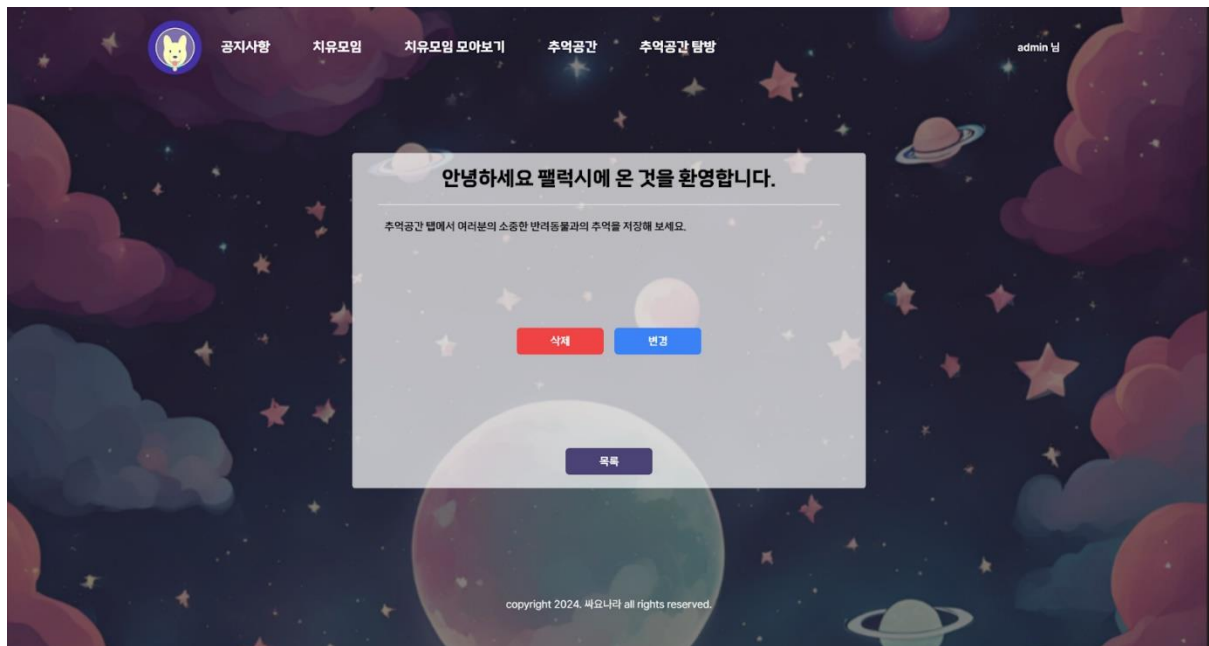 공지사항 치유모임 치유모임 모아보기 추억공간 추억공간 탐방 admin 님
안녕하세요 팰럭시에 온 것을 환영합니다.
추억공간 탭에서 여러분의 소중한 반려동물과의 추억을 저장해 보세요.
삭제 변경
목록
copyright 2024. 싸요나라 all rights reserved.